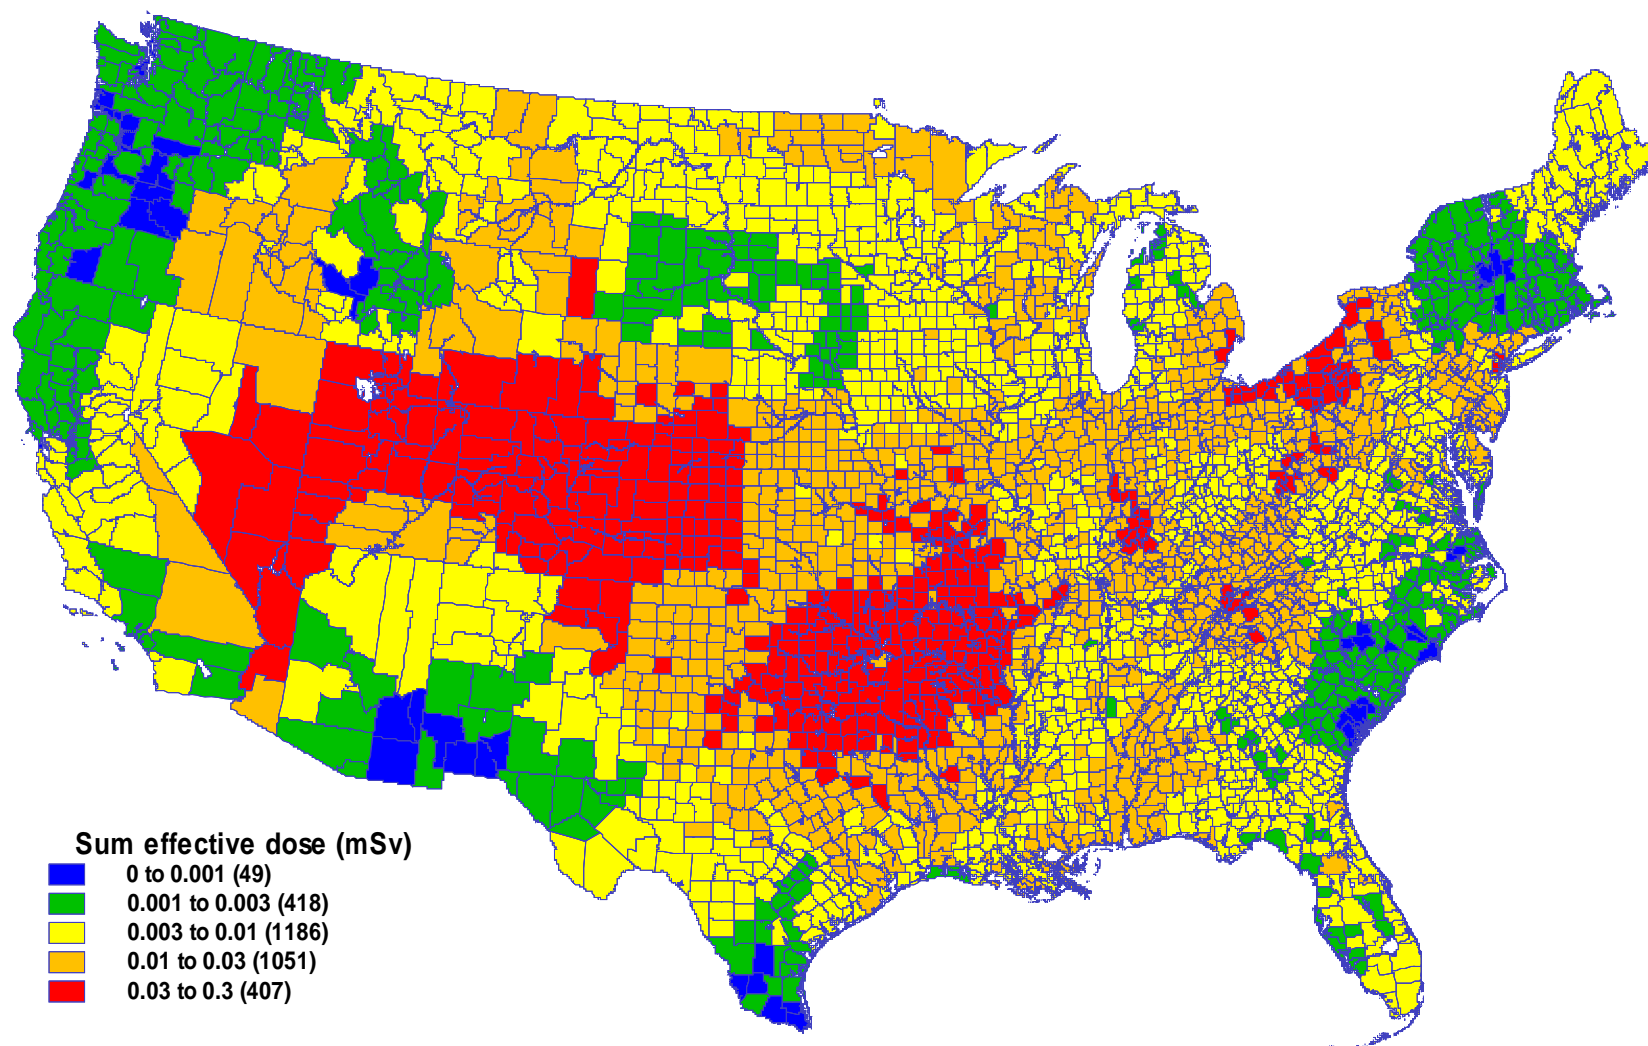 Sum effective dose (mSv)
0 to 0.001 (49)
0.001 to 0.003 (418)
0.003 to 0.01 (1186)
0.01 to 0.03 (1051)
0.03 to 0.3 (407)